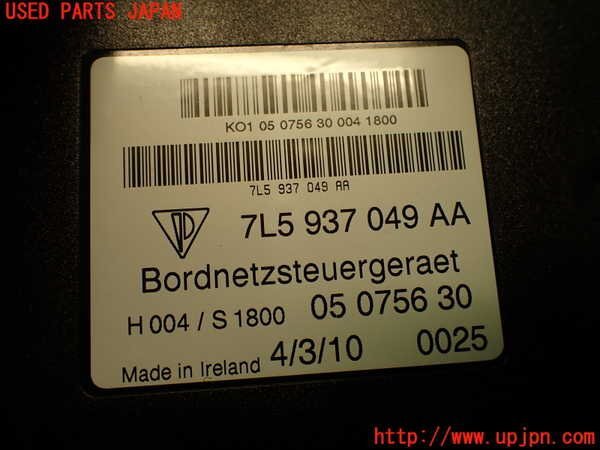 USED PARTS JAPAN
KO1 05 0756 30 004 1800
7L5 937 049 AA
7L5 937 049 AA
Bordnetzsteuergeraet
H 004 / S 1800 05 0756 30
Made in Ireland 4/3/10 0025
http://www.upjpn.com